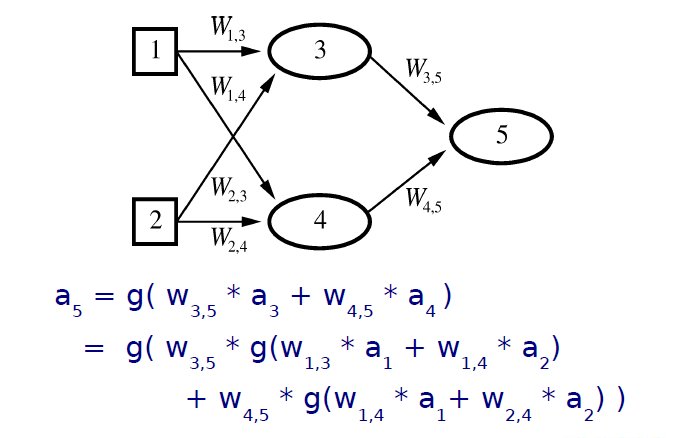 W1,3
1
3
W1,4
W3,5
5
W2,3
2
4
W4,5
W2,4
a5 = g( w3,5 * a3 + w4,5 * a4 )
= g( w3,5 * g(w1,3 * a1 + w1,4 * a2)
+ w4,5 * g(w1,4 * a1+ w2,4 * a2) )